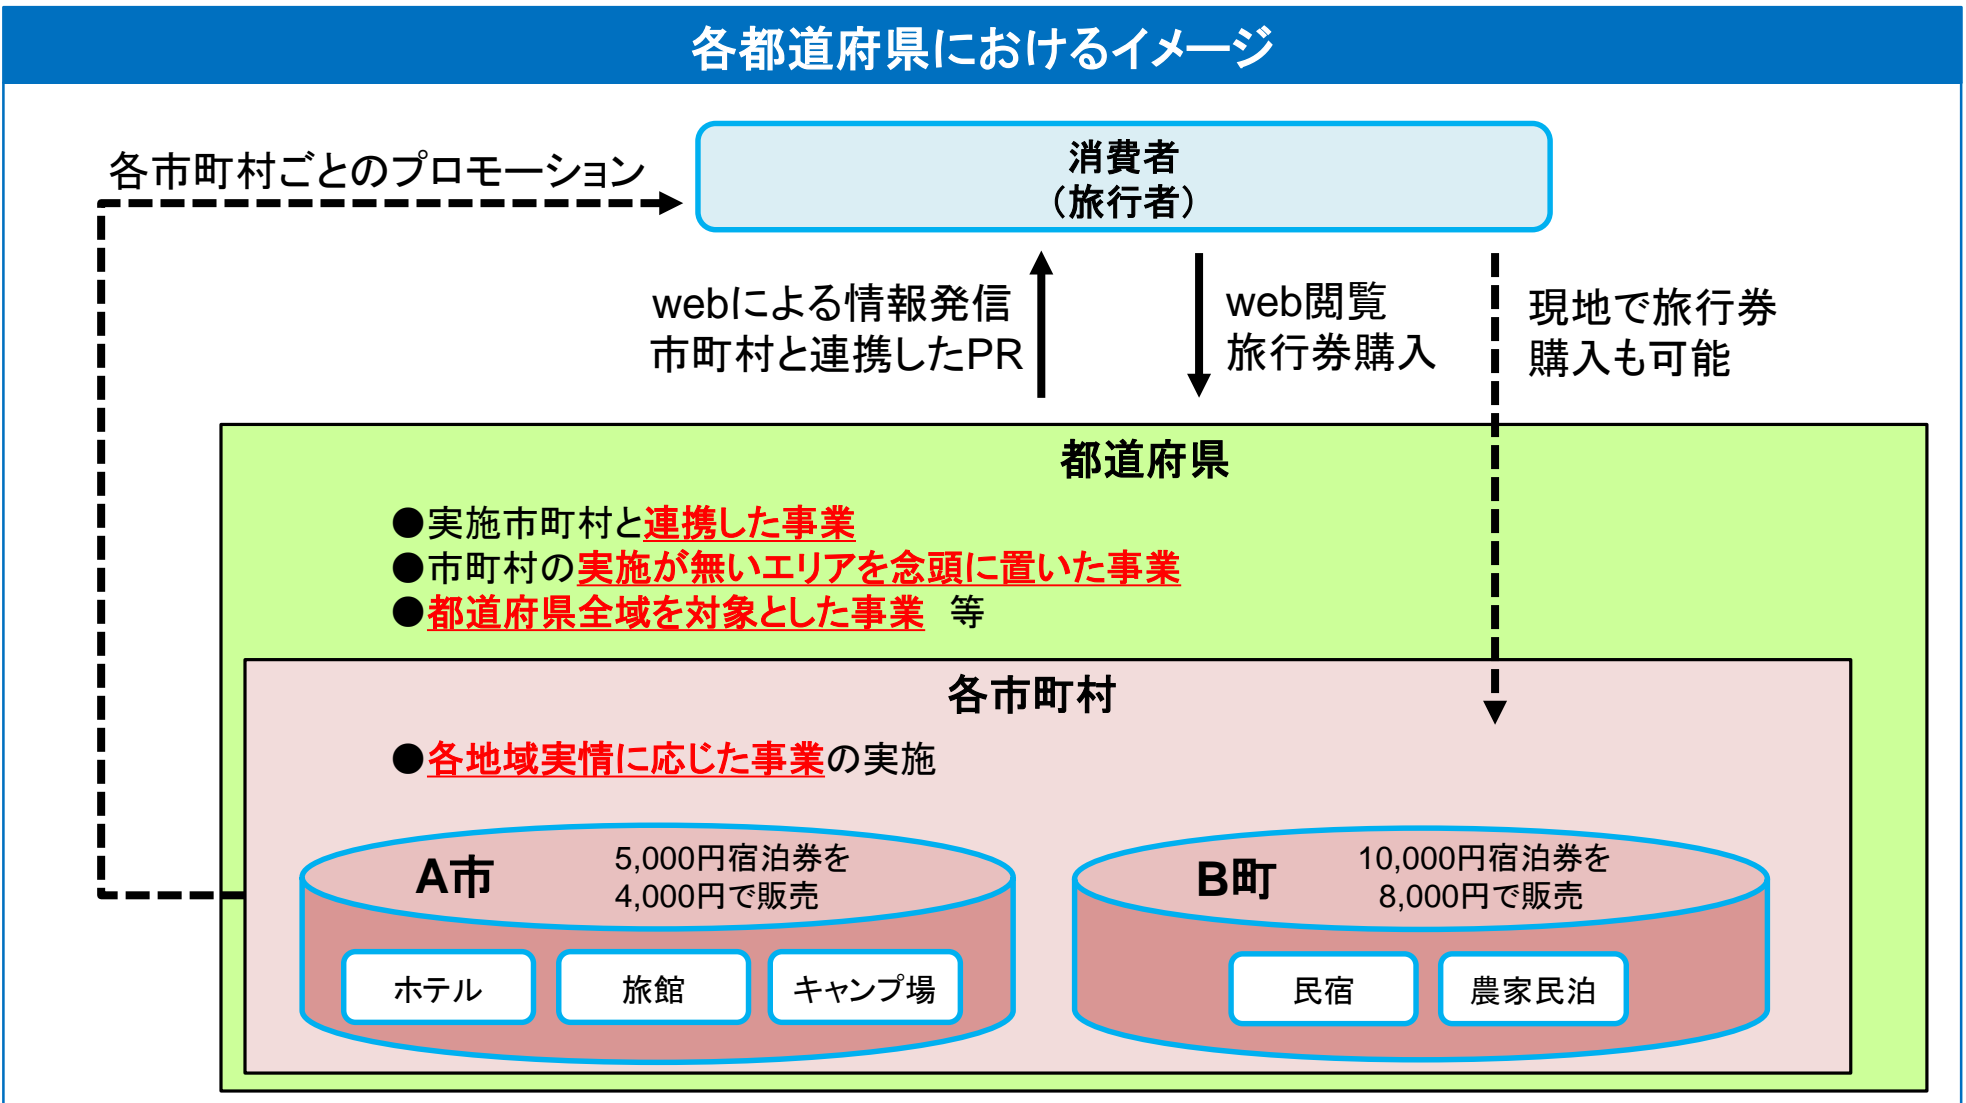 各都道府県におけるイメージ
各市町村ごとのプロモーション
消費者
（旅行者）
webによる情報発信
市町村と連携したPR
web閲覧
旅行券購入
現地で旅行券
購入も可能
都道府県
●実施市町村と連携した事業
●市町村の実施が無いエリアを念頭に置いた事業
●都道府県全域を対象とした事業　等
各市町村
●各地域実情に応じた事業の実施
A市
5,000円宿泊券を
4,000円で販売
ホテル
旅館
キャンプ場
B町
10,000円宿泊券を
8,000円で販売
民宿
農家民泊